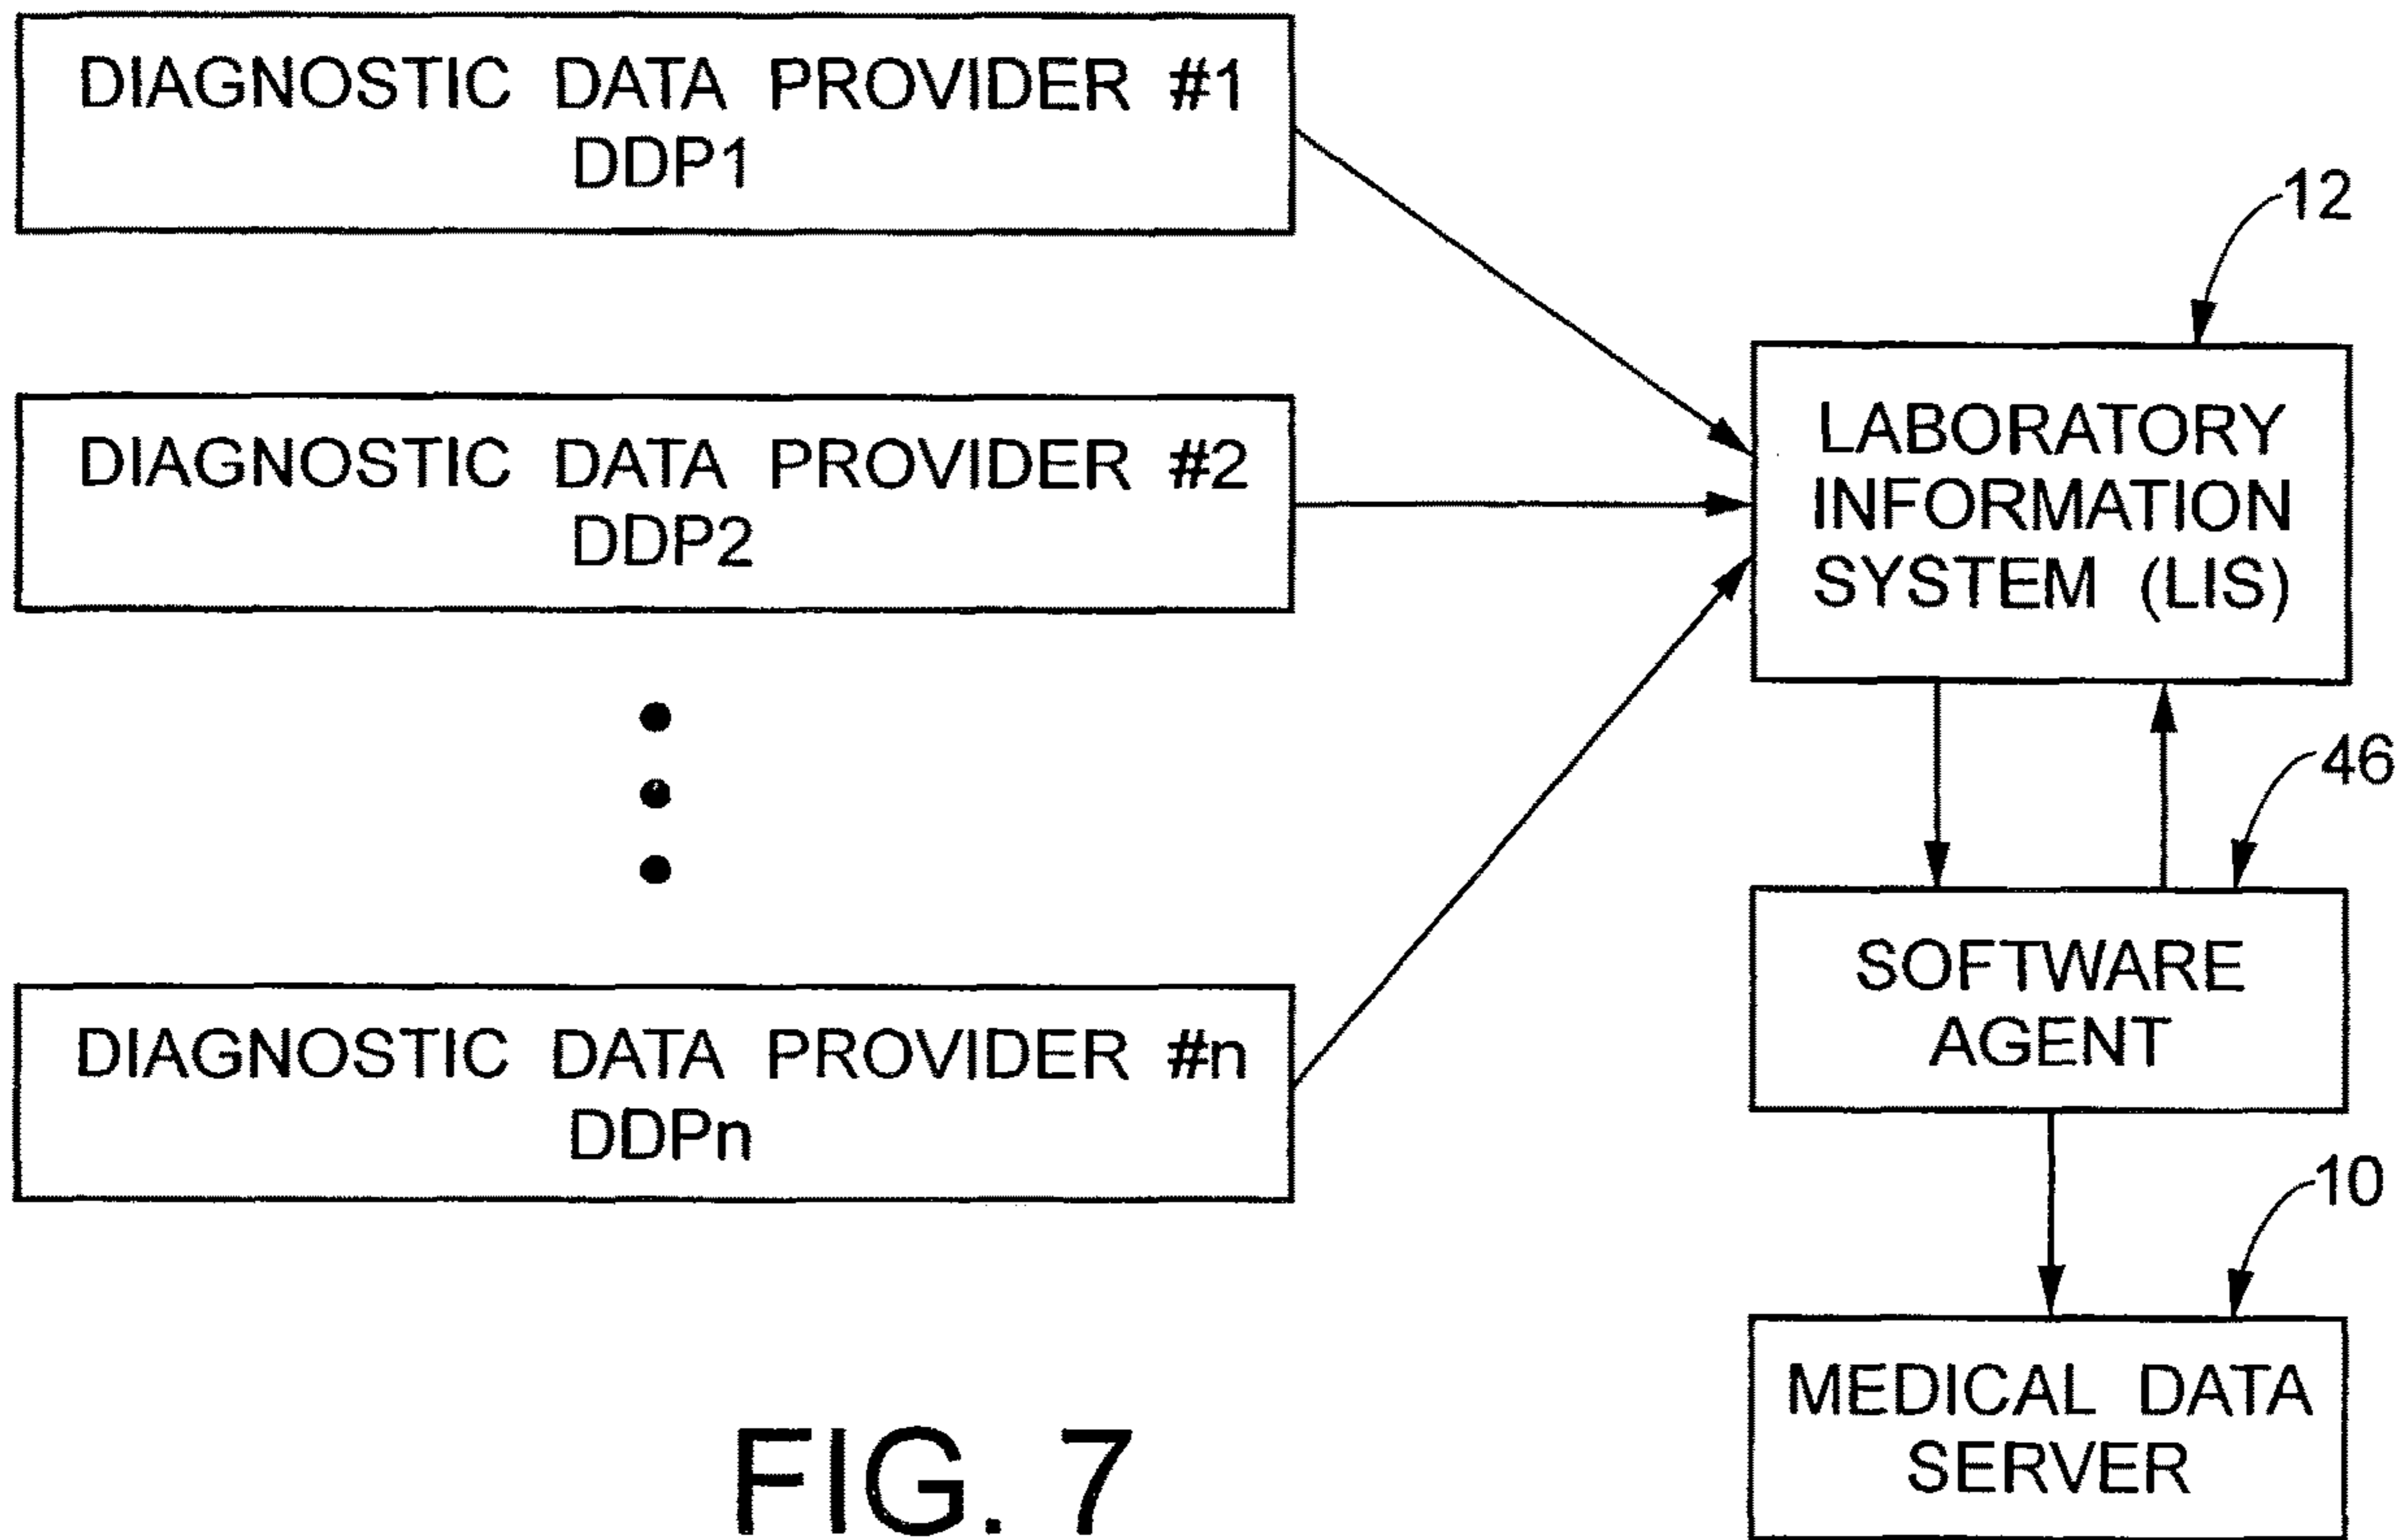 DIAGNOSTIC DATA PROVIDER #1
DDP1
12
DIAGNOSTIC DATA PROVIDER #2
DDP2
LABORATORY
INFORMATION
SYSTEM (LIS)
46
DIAGNOSTIC DATA PROVIDER #n
DDPn
SOFTWARE
AGENT
10
MEDICAL DATA
SERVER
FIG. 7